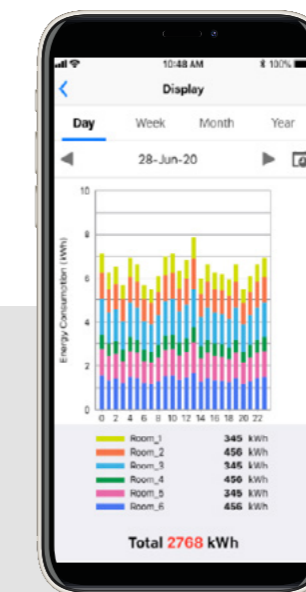 10:48 AM 100%
Display
Day Week Month Year
28-Jun-20
Energy Consumption (kWh)
10
8
6
4
2
0
0 2 4 6 8 10 12 14 16 18 20 22
Room_1 345 kWh
Room_2 456 kWh
Room_3 345 kWh
Room_4 456 kWh
Room_5 345 kWh
Room_6 456 kWh
Total 2768 kWh